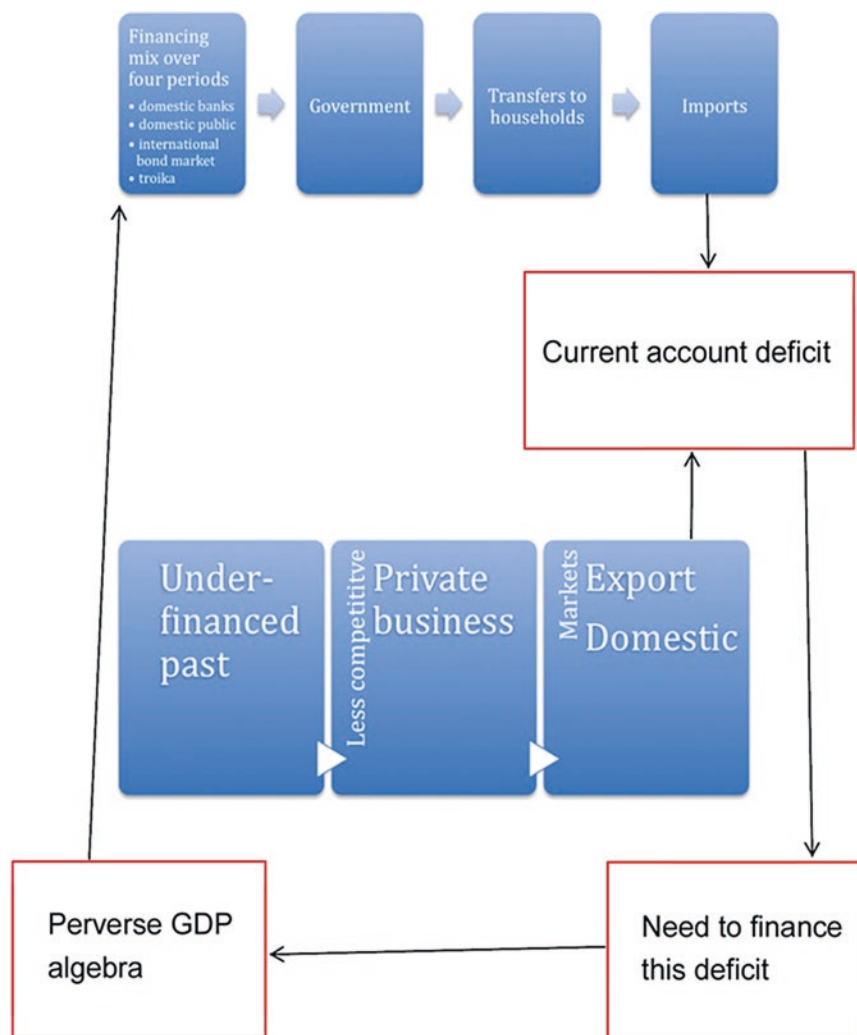 Financing
mix over
four periods
• domestic banks
• domestic public
• international
bond market
• troika
Government
Transfers to
households
Imports
Current account deficit
Under-
financed
past
Less competititve
Private
business
Markets
Export
Domestic
Perverse GDP
algebra
Need to finance
this deficit